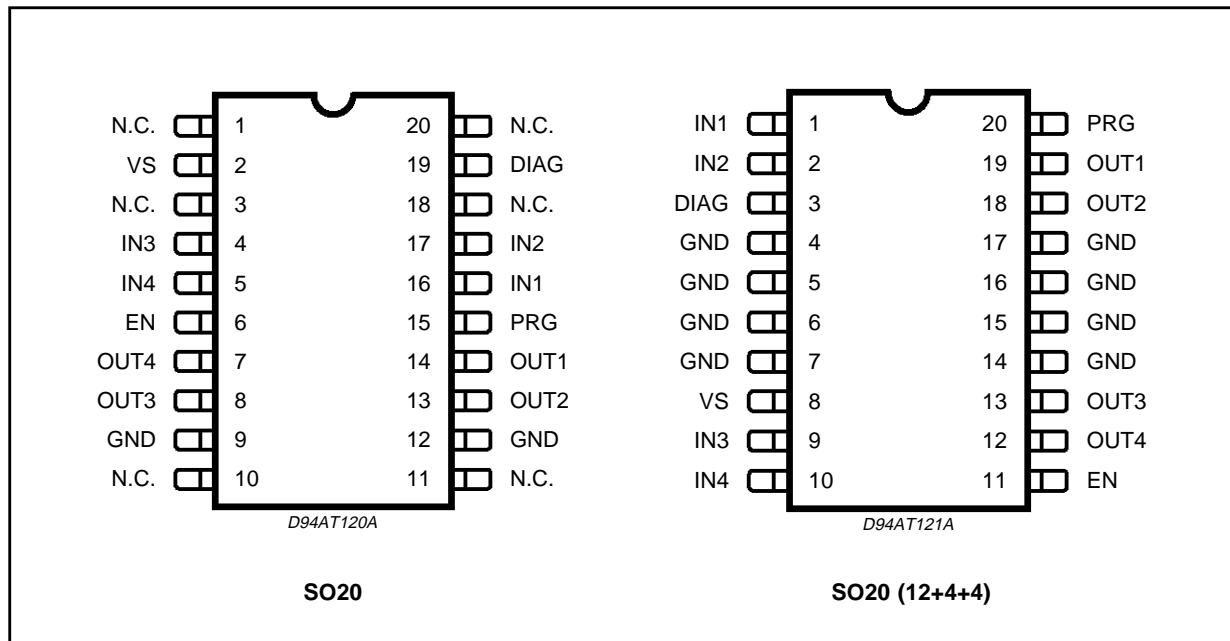 N.C. 1 20 N.C.
VS 2 19 DIAG
N.C. 3 18 N.C.
IN3 4 17 IN2
IN4 5 16 IN1
EN 6 15 PRG
OUT4 7 14 OUT1
OUT3 8 13 OUT2
GND 9 12 GND
N.C. 10 11 N.C.
D94AT120A
SO20
IN1 1 20 PRG
IN2 2 19 OUT1
DIAG 3 18 OUT2
GND 4 17 GND
GND 5 16 GND
GND 6 15 GND
GND 7 14 GND
VS 8 13 OUT3
IN3 9 12 OUT4
IN4 10 11 EN
D94AT121A
SO20 (12+4+4)